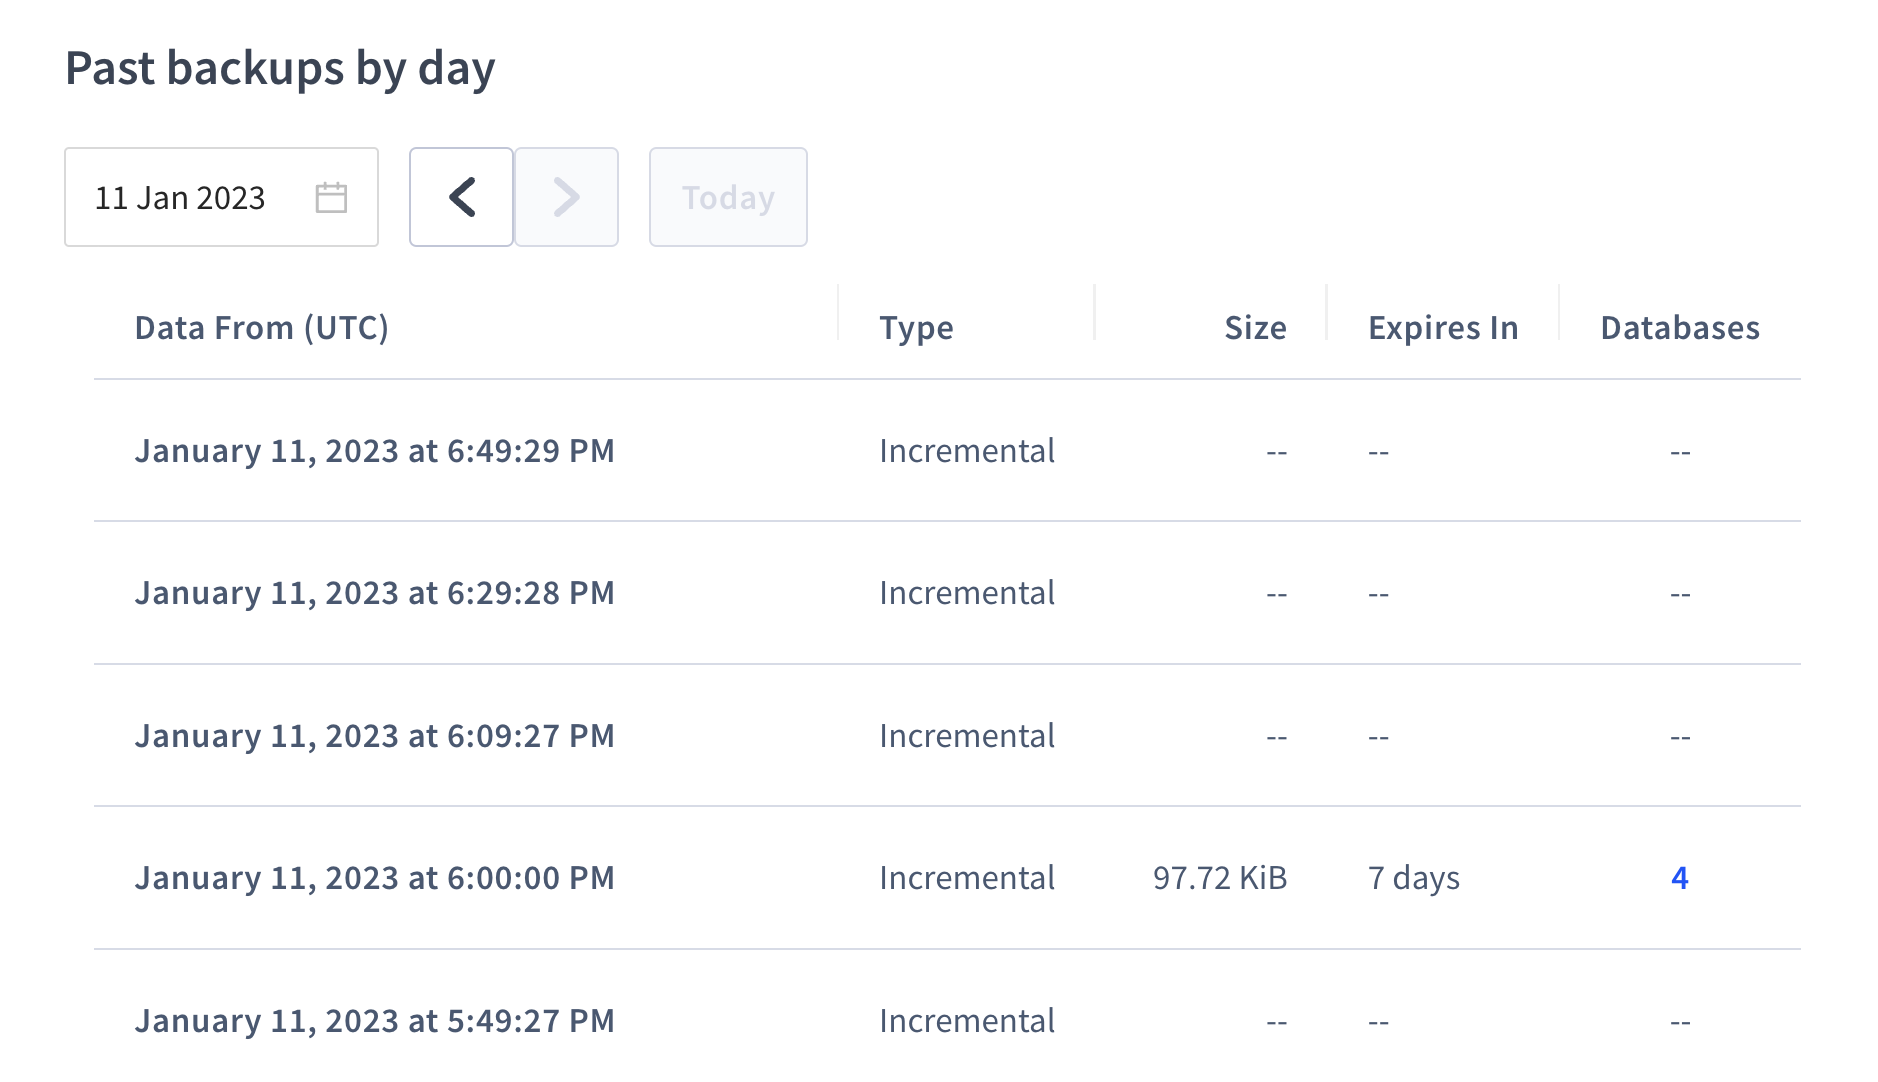 Past backups by day
11 Jan 2023 Today
Data From (UTC) Type Size Expires In Databases
January 11, 2023 at 6:49:29 PM Incremental -- -- --
January 11, 2023 at 6:29:28 PM Incremental -- -- --
January 11, 2023 at 6:09:27 PM Incremental -- -- --
January 11, 2023 at 6:00:00 PM Incremental 97.72 KiB 7 days 4
January 11, 2023 at 5:49:27 PM Incremental -- -- --